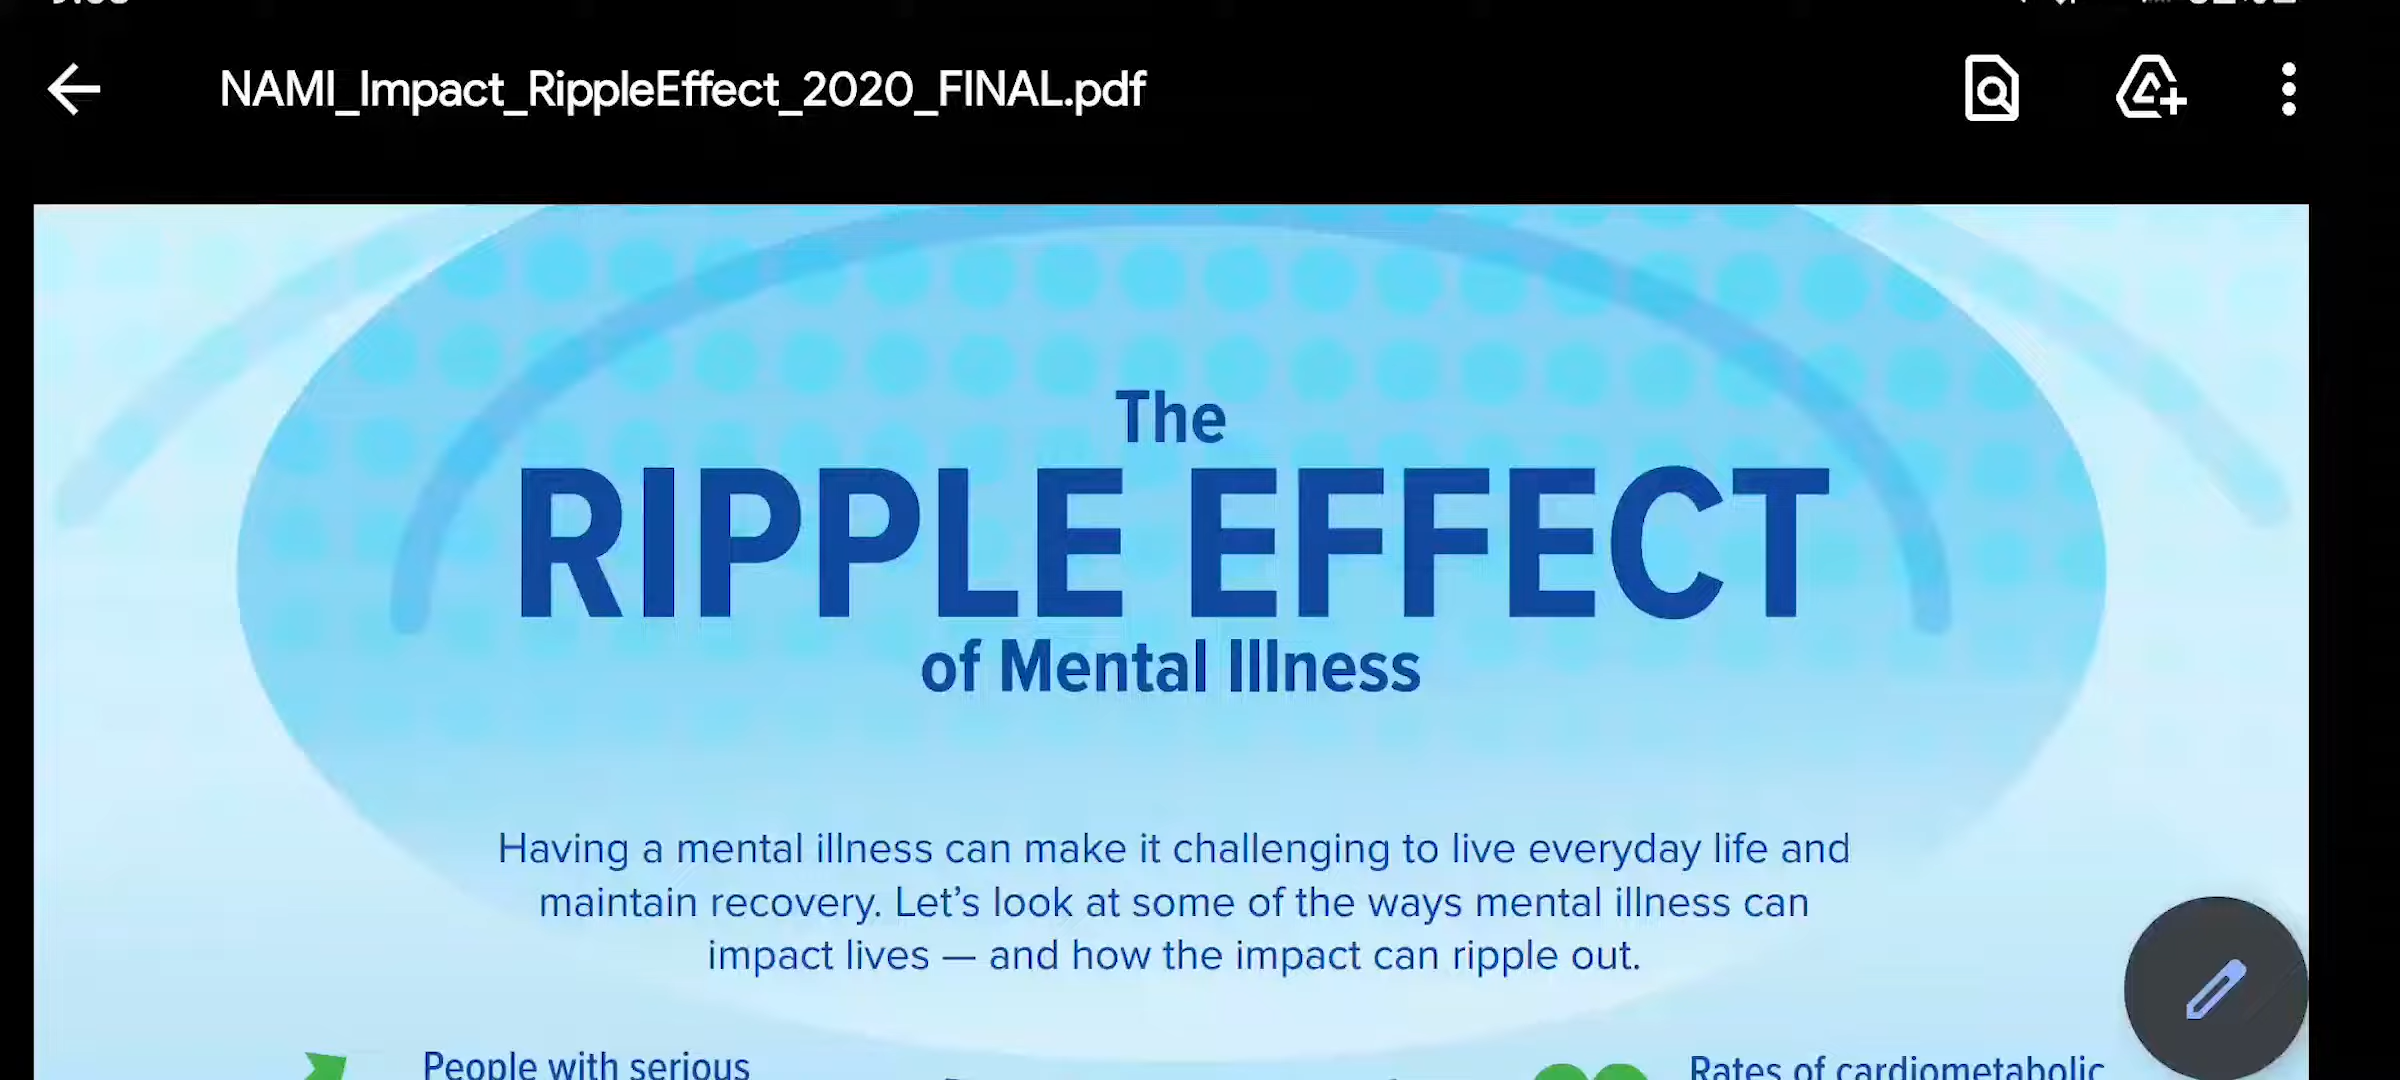 NAMI_Impact_RippleEffect_2020_FINAL.pdf
The
RIPPLE EFFECT
of Mental Illness
Having a mental illness can make it challenging to live everyday life and
maintain recovery. Let’s look at some of the ways mental illness can
impact lives — and how the impact can ripple out.
People with serious
Rates of cardiometabolic